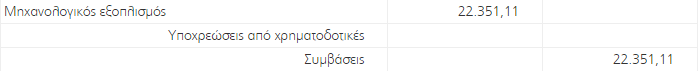 Μηχανολογικός εξοπλισμός 22.351,11
Υποχρεώσεις από χρηματοδοτικές
Συμβάσεις 22.351,11